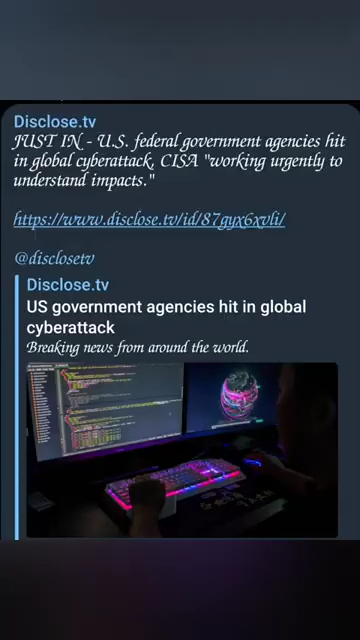 Disclose.tv
JUST IN - U.S. federal government agencies hit
in global cyberattack, CISA "working urgently to
understand impacts."
https://www.disclose.tv/id/87gyx6xvli/
@disclosetv
Disclose.tv
US government agencies hit in global
cyberattack
Breaking news from around the world.